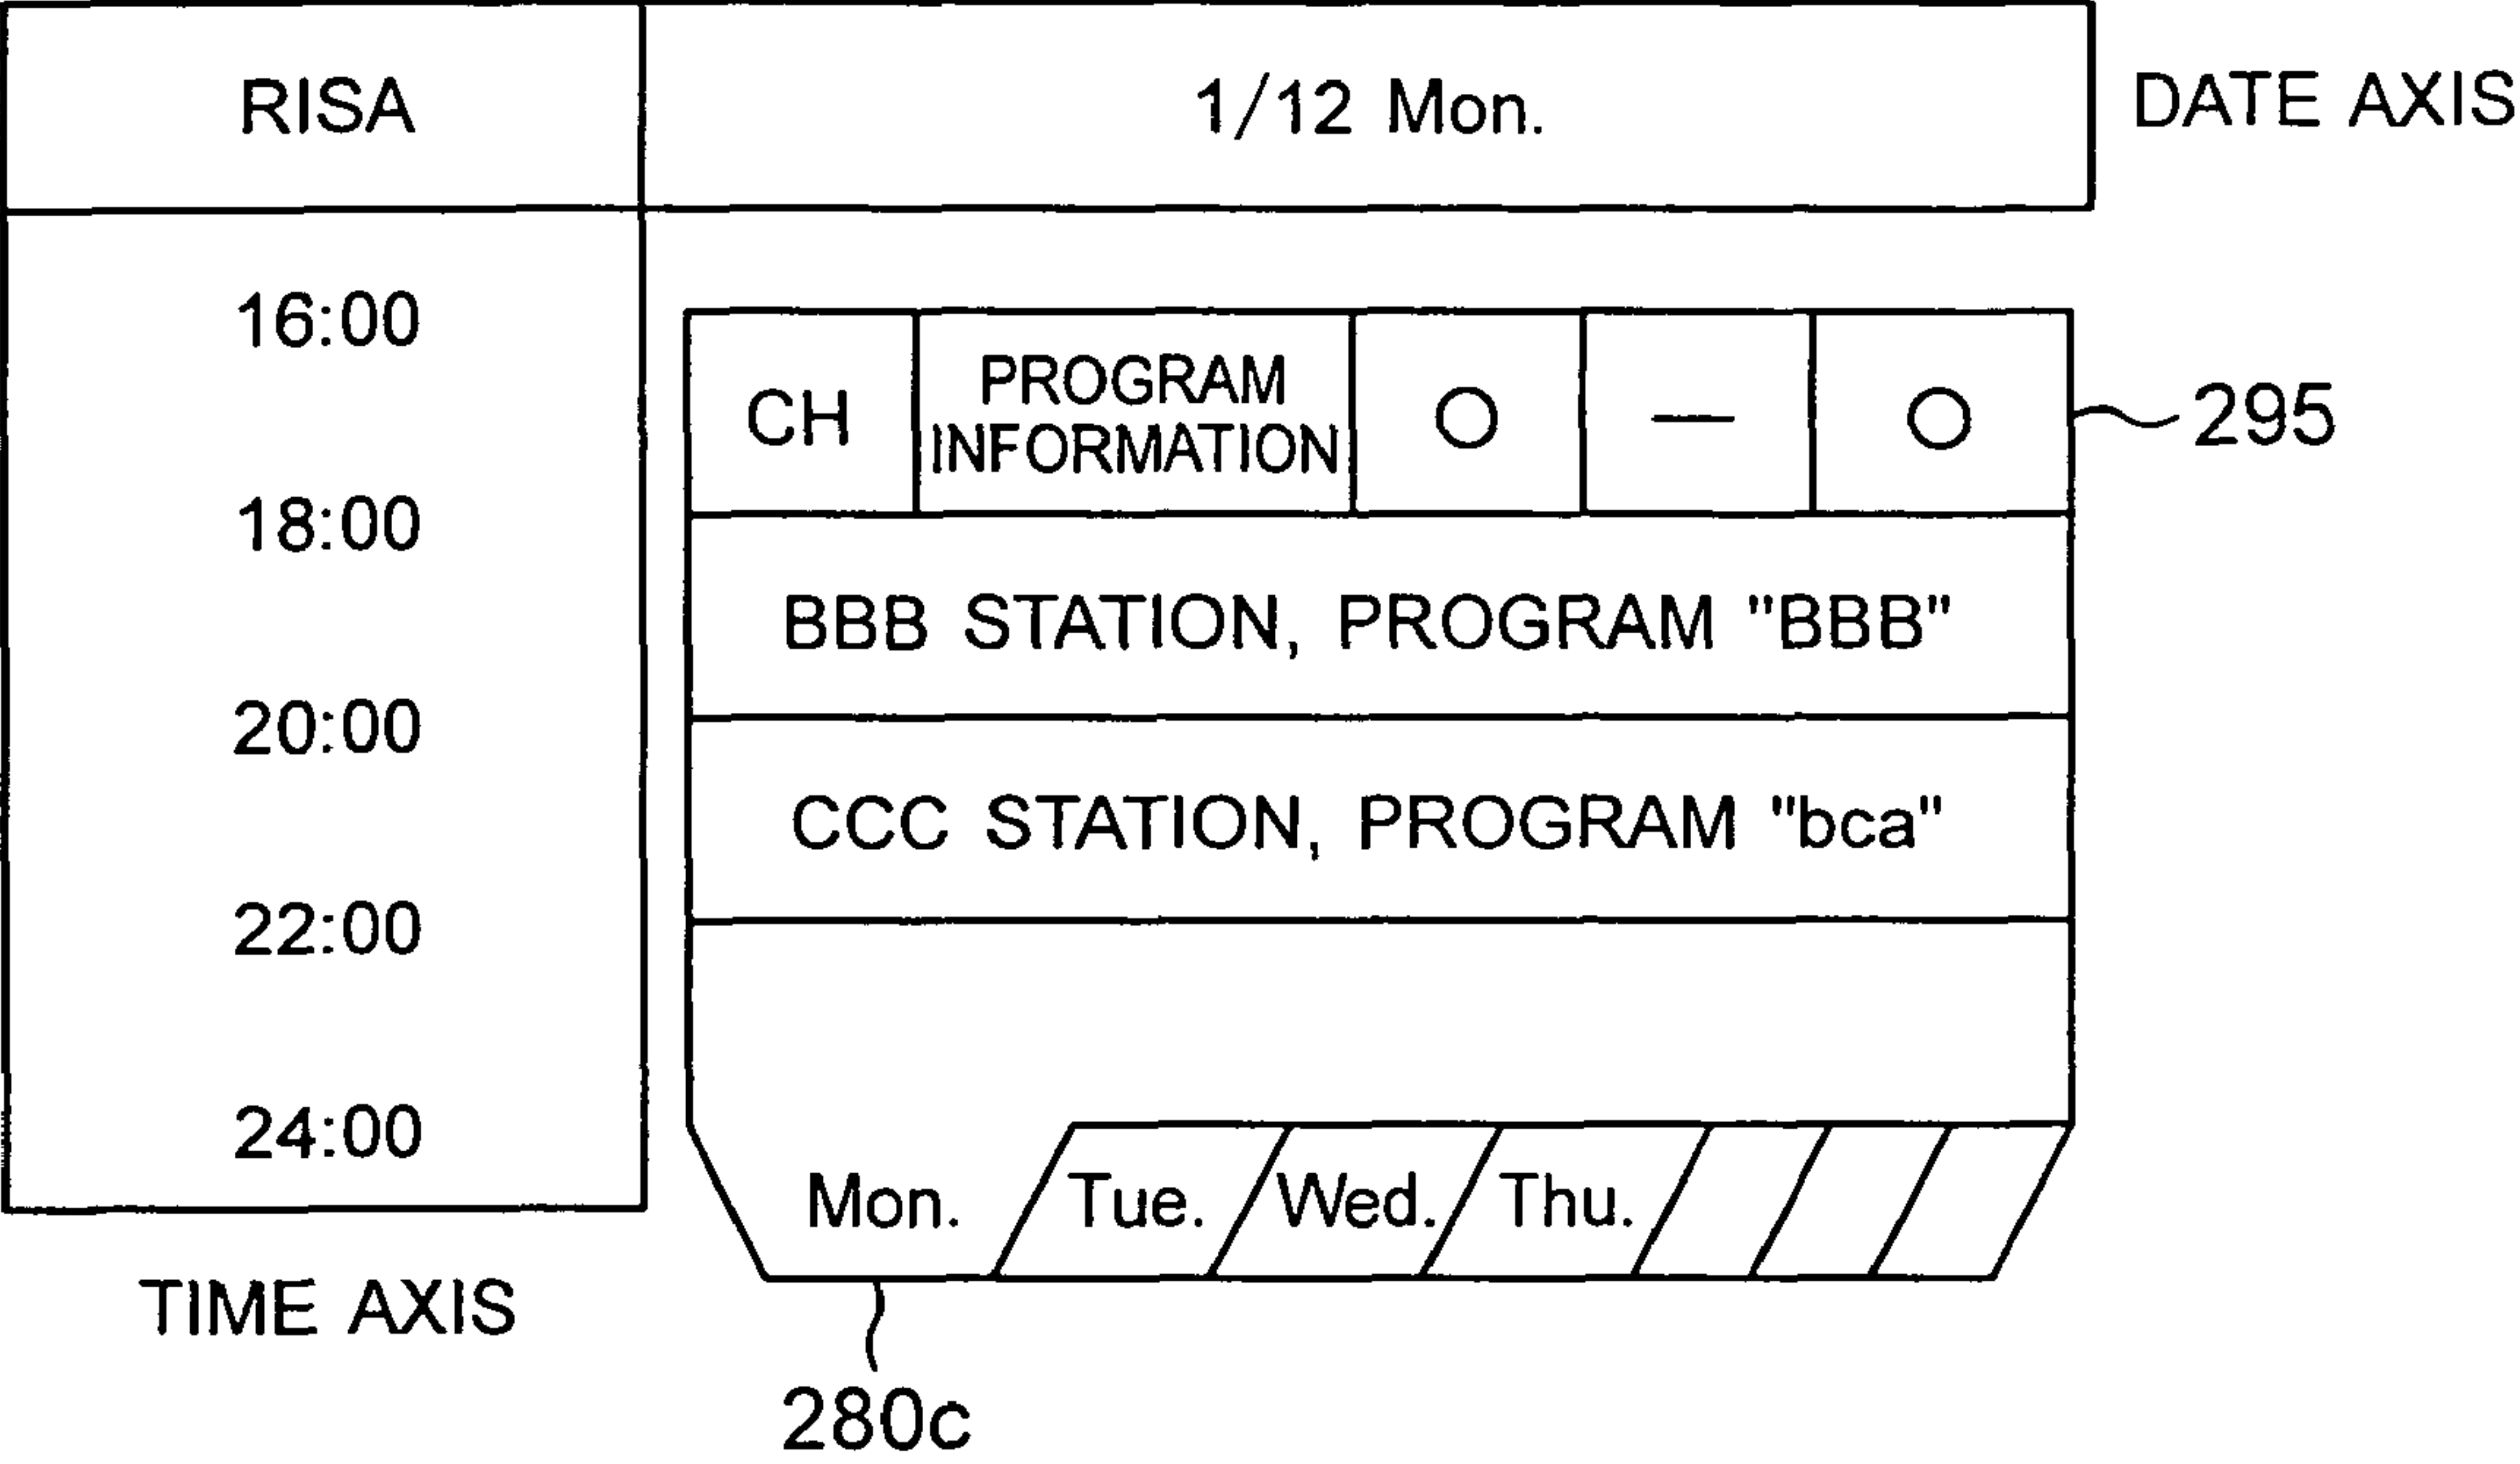 RISA
1/12 Mon.
DATE AXIS
16:00
18:00
20:00
22:00
24:00
TIME AXIS
CH
PROGRAM
INFORMATION
○
—
○
295
BBB STATION, PROGRAM "BBB"
CCC STATION, PROGRAM "bca"
Mon.
Tue.
Wed.
Thu.
280c